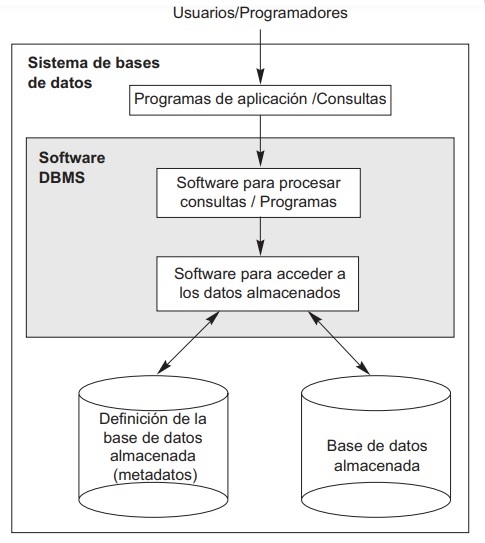 Usuarios/Programadores
Sistema de bases
de datos
Programas de aplicación /Consultas
Software
DBMS
Software para procesar
consultas / Programas
Software para acceder a
los datos almacenados
Definición de la
base de datos
almacenada
(metadatos)
Base de datos
almacenada